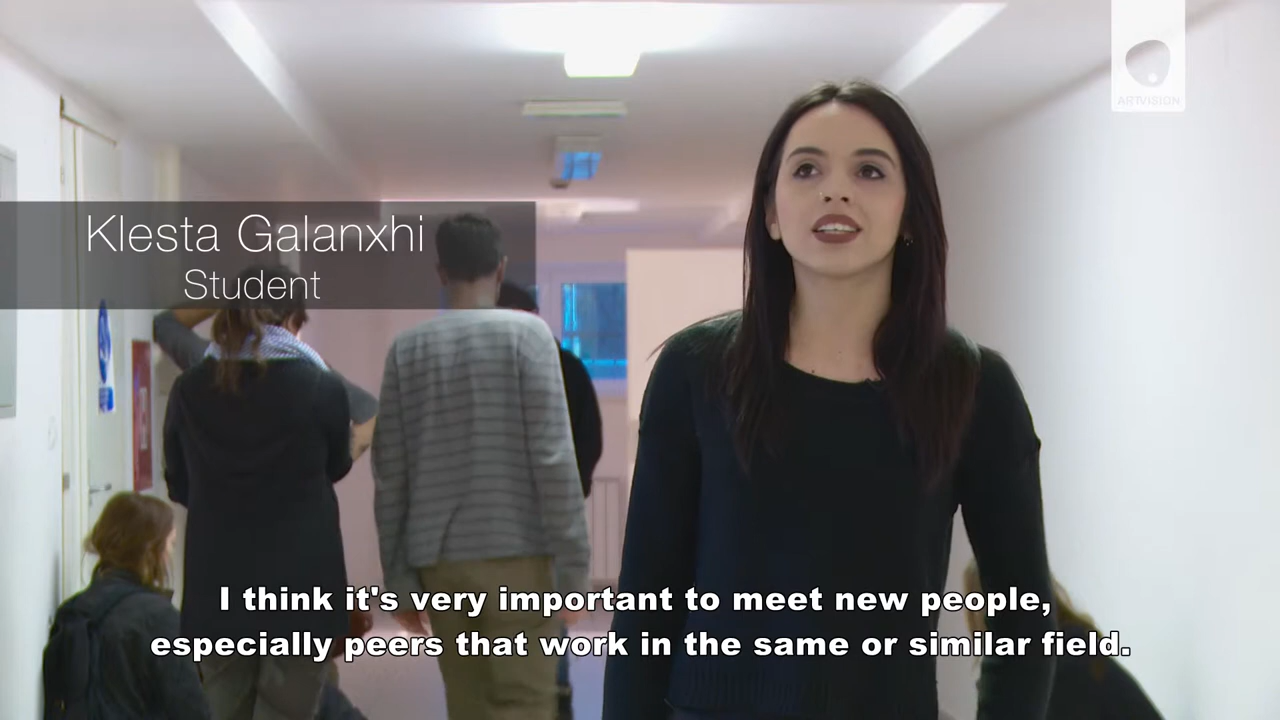 ARTVISION
Klesta Galanxhi
Student
I think it's very important to meet new people,
especially peers that work in the same or similar field.